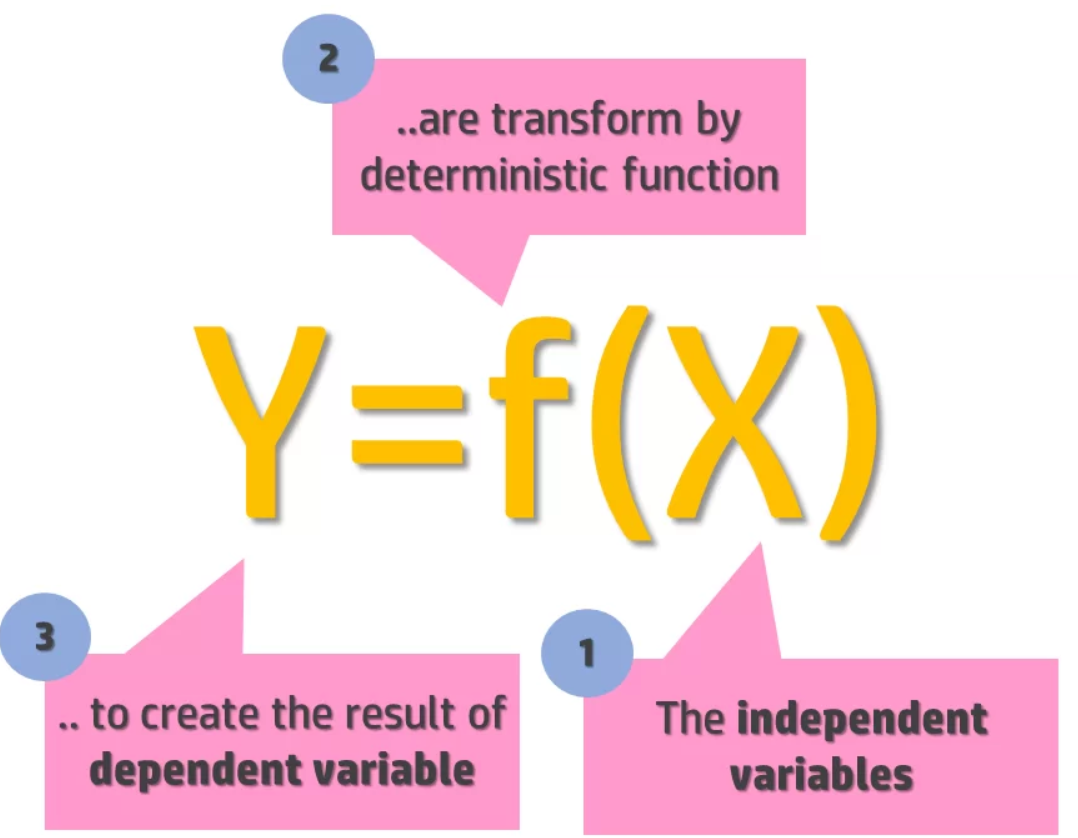 2
..are transform by
deterministic function
Y=f(X)
3
.. to create the result of
dependent variable
1
The independent
variables